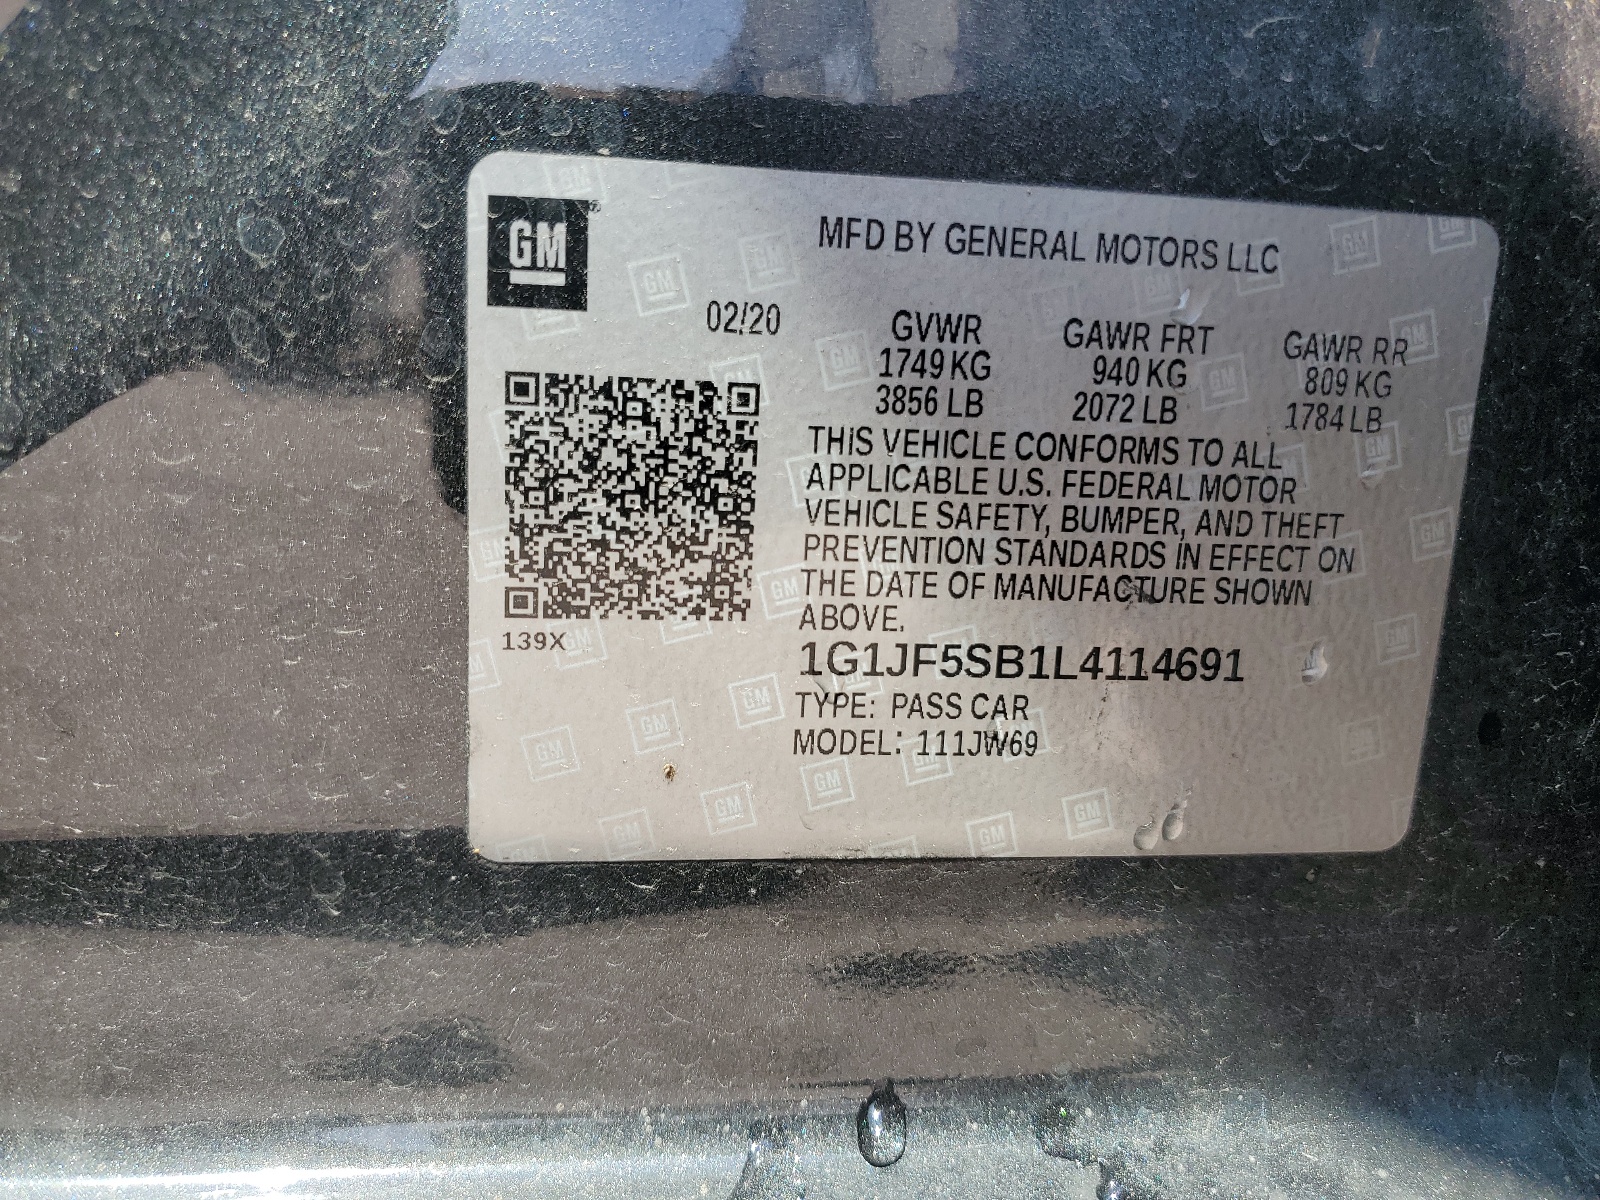 GM
MFD BY GENERAL MOTORS LLC
02/20
GVWR GAWR FRT GAWR RR
1749 KG 940 KG 809 KG
3856 LB 2072 LB 1784 LB
THIS VEHICLE CONFORMS TO ALL
APPLICABLE U.S. FEDERAL MOTOR
VEHICLE SAFETY, BUMPER, AND THEFT
PREVENTION STANDARDS IN EFFECT ON
THE DATE OF MANUFACTURE SHOWN
ABOVE.
139X
1G1JF5SB1L4114691
TYPE: PASS CAR
MODEL: 111JW69